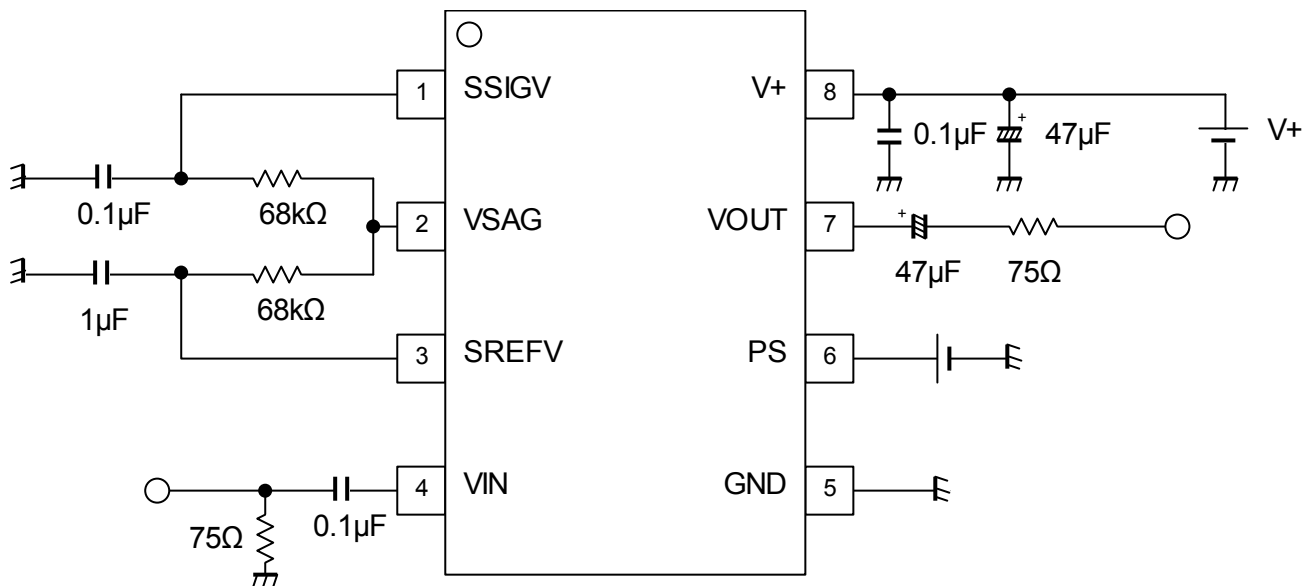 1 SSIGV
0.1µF
68kΩ
2 VSAG
1µF
68kΩ
3 SREFV
4 VIN
75Ω
0.1µF
V+ 8
0.1µF
+
47µF
V+
VOUT 7
+
47µF
75Ω
PS 6
GND 5